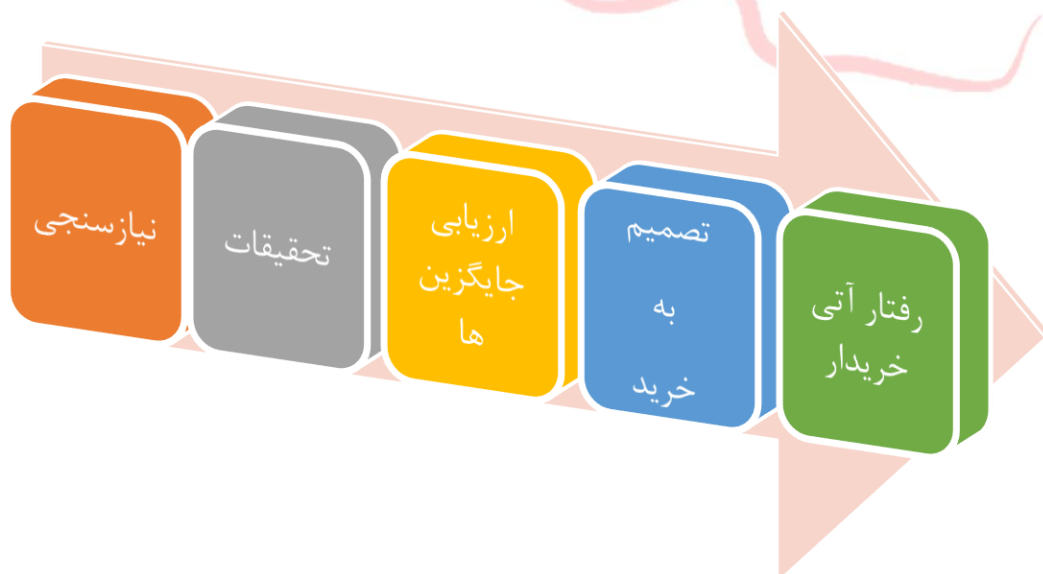 نیازسنجی
تحقیقات
ارزیابی
جایگزین
ها
تصمیم
به
خرید
رفتار آتی
خریدار